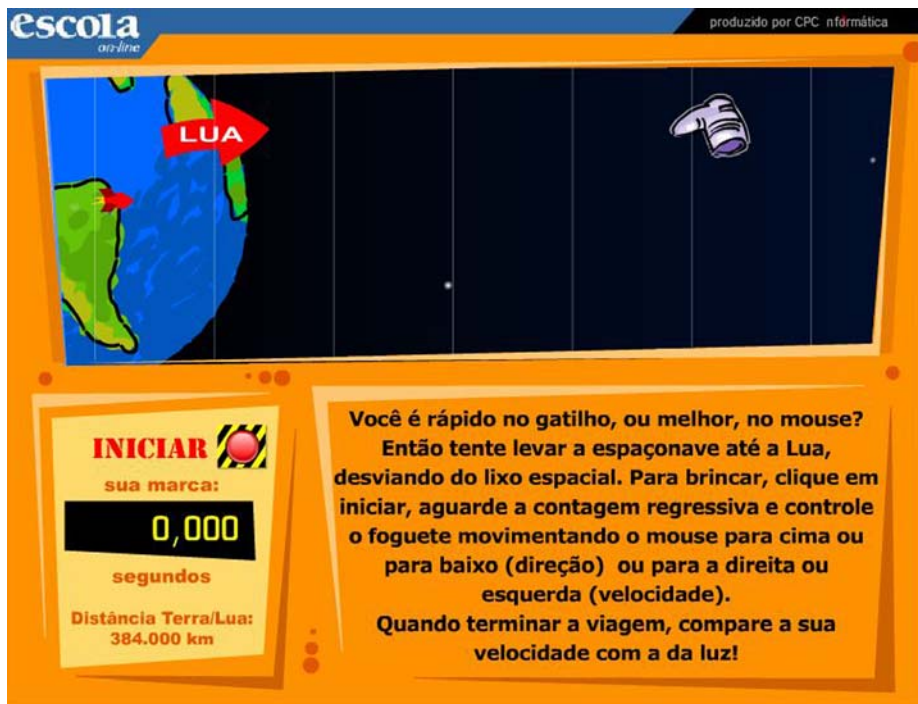 escola
on-line
produzido por CPC nformática
LUA
INICIAR
sua marca:
0,000
segundos
Distância Terra/Lua:
384.000 km
Você é rápido no gatilho, ou melhor, no mouse?
Então tente levar a espaçonave até a Lua,
desviando do lixo espacial. Para brincar, clique em
iniciar, aguarde a contagem regressiva e controle
o foguete movimentando o mouse para cima ou
para baixo (direção) ou para a direita ou
esquerda (velocidade).
Quando terminar a viagem, compare a sua
velocidade com a da luz!